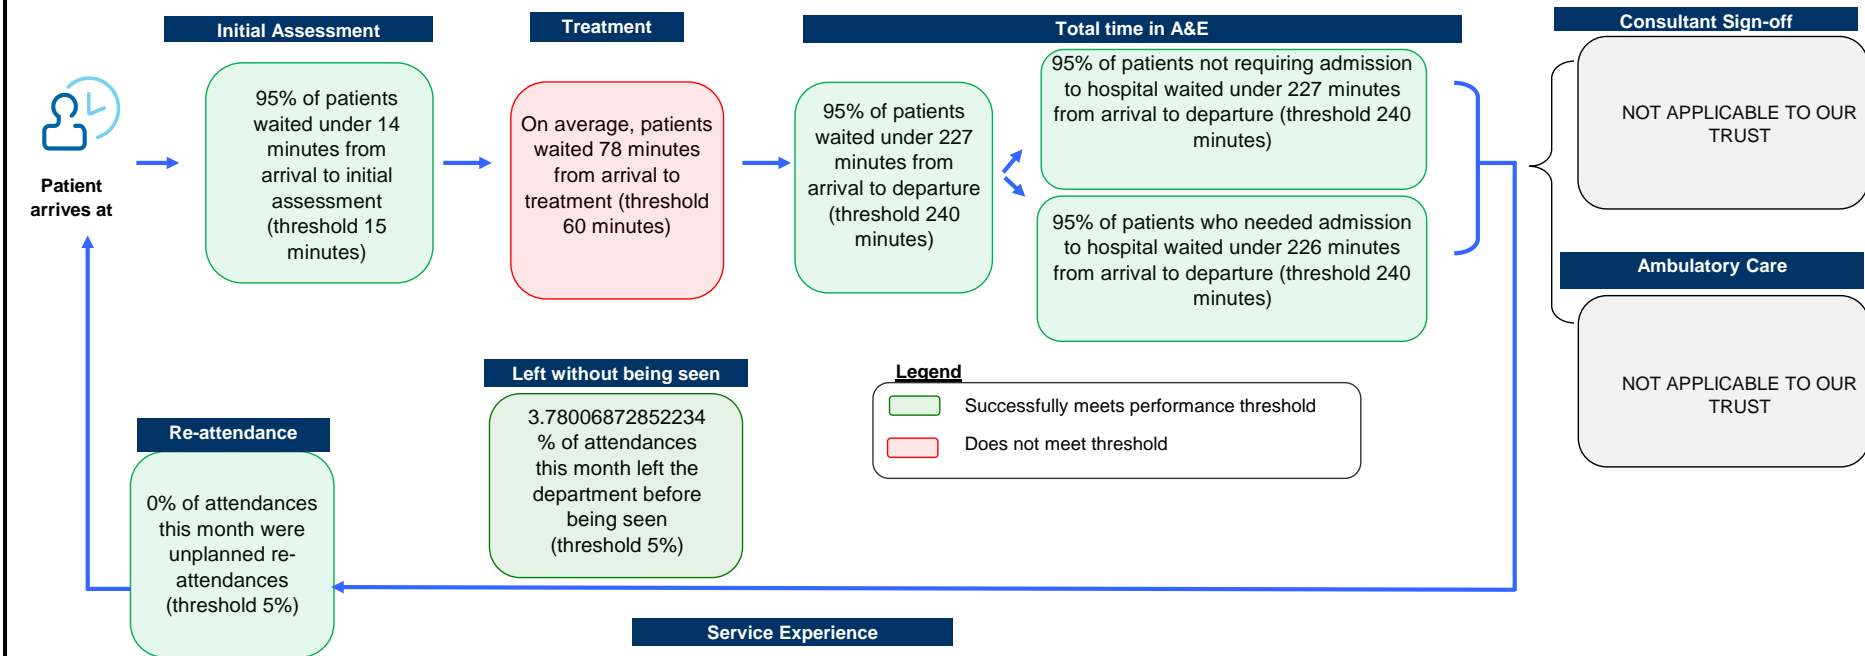 Initial Assessment
Treatment
Total time in A&E
Consultant Sign-off
Patient
arrives at
95% of patients
waited under 14
minutes from
arrival to initial
assessment
(threshold 15
minutes)
On average, patients
waited 78 minutes
from arrival to
treatment (threshold
60 minutes)
95% of patients
waited under 227
minutes from
arrival to departure
(threshold 240
minutes)
95% of patients not requiring admission
to hospital waited under 227 minutes
from arrival to departure (threshold 240
minutes)
95% of patients who needed admission
to hospital waited under 226 minutes
from arrival to departure (threshold 240
minutes)
NOT APPLICABLE TO OUR
TRUST
Ambulatory Care
NOT APPLICABLE TO OUR
TRUST
Left without being seen
3.78006872852234
% of attendances
this month left the
department before
being seen
(threshold 5%)
Legend
Successfully meets performance threshold
Does not meet threshold
Re-attendance
0% of attendances
this month were
unplanned re-
attendances
(threshold 5%)
Service Experience